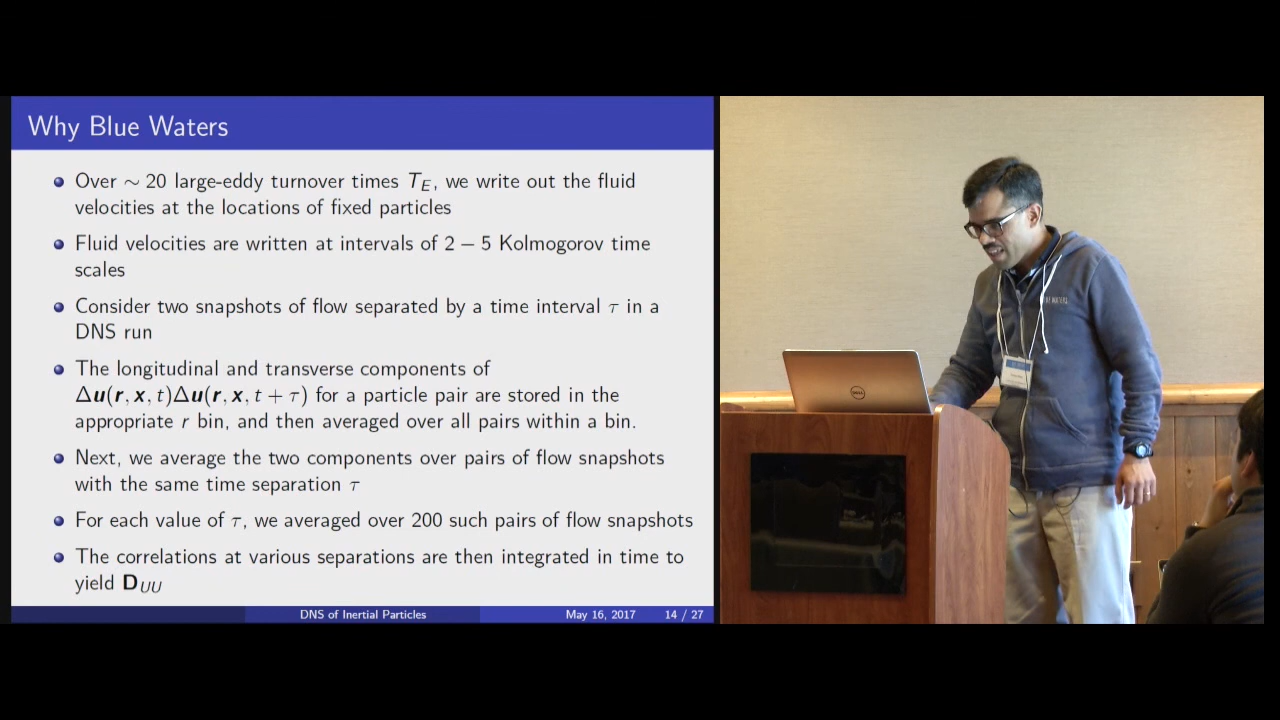 Why Blue Waters
Over ∼ 20 large-eddy turnover times T_E, we write out the fluid
velocities at the locations of fixed particles
Fluid velocities are written at intervals of 2 − 5 Kolmogorov time
scales
Consider two snapshots of flow separated by a time interval τ in a
DNS run
The longitudinal and transverse components of
Δu(r, x, t)Δu(r, x, t + τ) for a particle pair are stored in the
appropriate r bin, and then averaged over all pairs within a bin.
Next, we average the two components over pairs of flow snapshots
with the same time separation τ
For each value of τ, we averaged over 200 such pairs of flow snapshots
The correlations at various separations are then integrated in time to
yield D_UU
DNS of Inertial Particles May 16, 2017 14 / 27
DELL